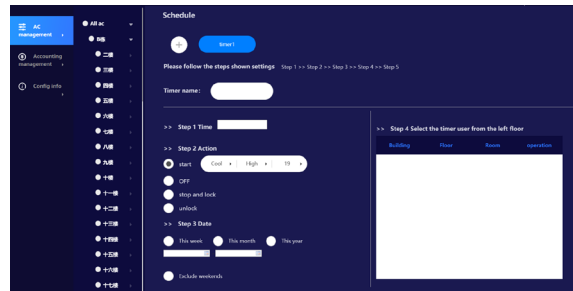 AC
management
Accounting
management
Config info
All ac
B栋
二楼
三楼
四楼
五楼
六楼
七楼
八楼
九楼
十楼
十一楼
十二楼
十三楼
十四楼
十五楼
十六楼
十七楼
Schedule
+
timer1
Please follow the steps shown settings Step 1 >> Step 2 >> Step 3 >> Step 4 >> Step 5
Timer name:
>> Step 1 Time
>> Step 2 Action
start Cool High 19
OFF
stop and lock
unlock
>> Step 3 Date
This week This month This year
Exclude weekends
>> Step 4 Select the timer user from the left floor
Building Floor Room operation